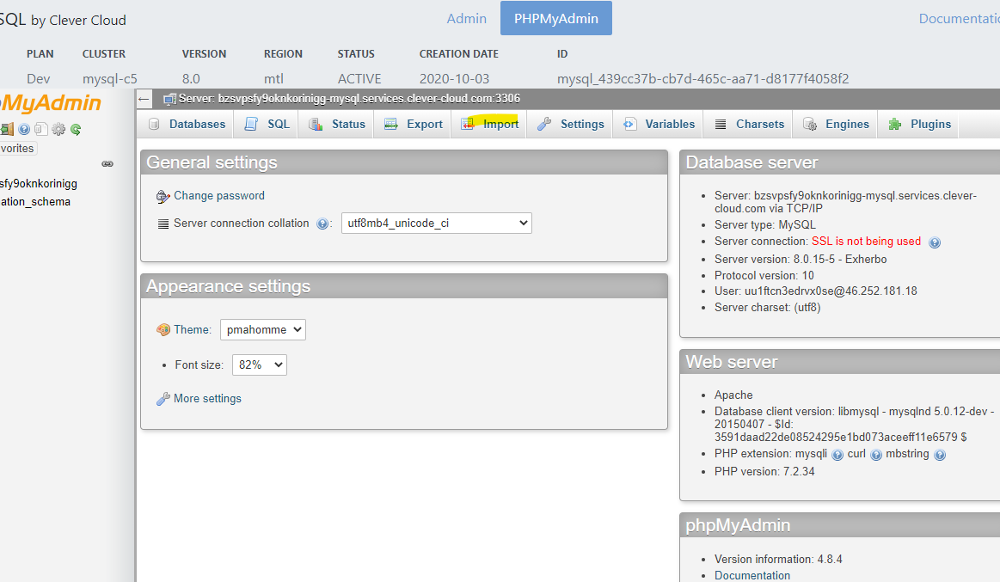 SQL by Clever Cloud
Admin
PHPMyAdmin
Documentatio
PLAN CLUSTER VERSION REGION STATUS CREATION DATE ID
Dev mysql-c5 8.0 mtl ACTIVE 2020-10-03 mysql_439cc37b-cb7d-465c-aa71-d8177f4058f2
MyAdmin
vorites
sfy9oknkorinigg
ation_schema
Server: bzsvpsfy9oknkorinigg-mysql.services.clever-cloud.com:3306
Databases SQL Status Export Import Settings Variables Charsets Engines Plugins
General settings
Change password
Server connection collation : utf8mb4_unicode_ci
Appearance settings
Theme: pmahomme
• Font size: 82%
More settings
Database server
• Server: bzsvpsfy9oknkorinigg-mysql.services.clever-
cloud.com via TCP/IP
• Server type: MySQL
• Server connection: SSL is not being used
• Server version: 8.0.15-5 - Exherbo
• Protocol version: 10
• User: uu1ftcn3edrvx0se@46.252.181.18
• Server charset: (utf8)
Web server
• Apache
• Database client version: libmysql - mysqlnd 5.0.12-dev -
20150407 - $Id:
3591daad22de08524295e1bd073aceeff11e6579 $
• PHP extension: mysqli curl mbstring
• PHP version: 7.2.34
phpMyAdmin
• Version information: 4.8.4
• Documentation